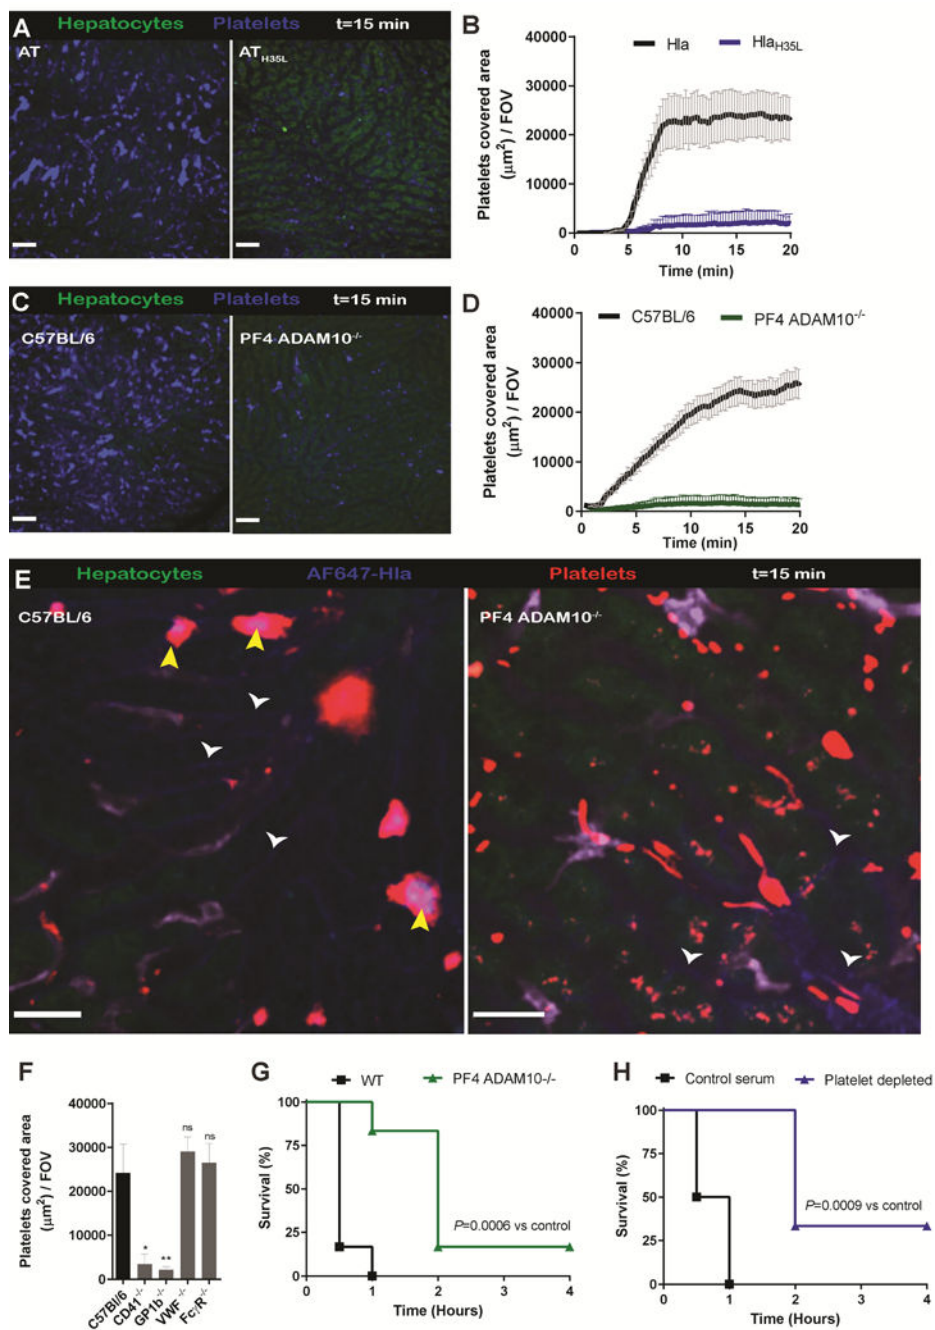 A Hepatocytes Platelets t=15 min
AT
AT H35L
B
Hla Hla H35L
Platelets covered area
(µm²) / FOV
40000
30000
20000
10000
0
0 5 10 15 20
Time (min)
C Hepatocytes Platelets t=15 min
C57BL/6
PF4 ADAM10-/-
D
C57BL/6 PF4 ADAM10-/-
Platelets covered area
(µm²) / FOV
40000
30000
20000
10000
0
0 5 10 15 20
Time (min)
E Hepatocytes AF647-Hla Platelets t=15 min
C57BL/6
PF4 ADAM10-/-
F
Platelets covered area
(µm²) / FOV
40000
30000
20000
10000
0
* ** ns ns
C57Bl/6 CD41-/- GP1b-/- VWF-/- FcγR-/-
G
WT PF4 ADAM10-/-
Survival (%)
100
75
50
25
0
P=0.0006 vs control
0 1 2 3 4
Time (Hours)
H
Control serum Platelet depleted
Survival (%)
100
75
50
25
0
P=0.0009 vs control
0 1 2 3 4
Time (Hours)